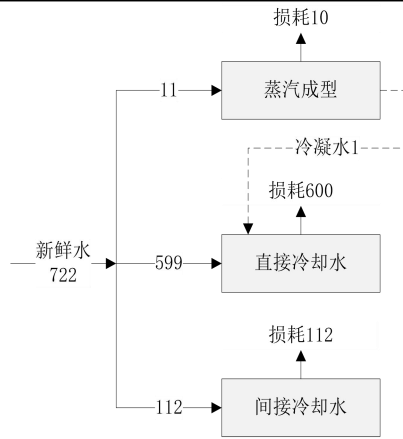 损耗10
11
蒸汽成型
冷凝水1
损耗600
新鲜水
722
599
直接冷却水
损耗112
112
间接冷却水